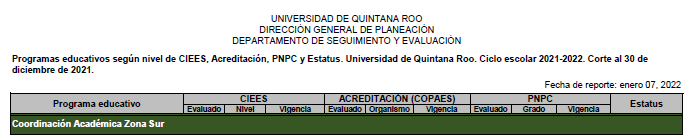 UNIVERSIDAD DE QUINTANA ROO
DIRECCIÓN GENERAL DE PLANEACIÓN
DEPARTAMENTO DE SEGUIMIENTO Y EVALUACIÓN
Programas educativos según nivel de CIEES, Acreditación, PNPC y Estatus. Universidad de Quintana Roo. Ciclo escolar 2021-2022. Corte al 30 de
diciembre de 2021.
Fecha de reporte: enero 07, 2022
Programa educativo CIEES ACREDITACIÓN (COPAES) PNPC Estatus
Evaluado Nivel Vigencia Evaluado Organismo Vigencia Evaluado Grado Vigencia
Coordinación Académica Zona Sur